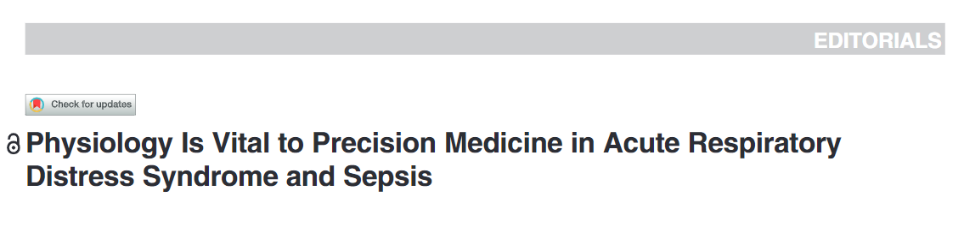 EDITORIALS
Check for updates
Physiology Is Vital to Precision Medicine in Acute Respiratory
Distress Syndrome and Sepsis